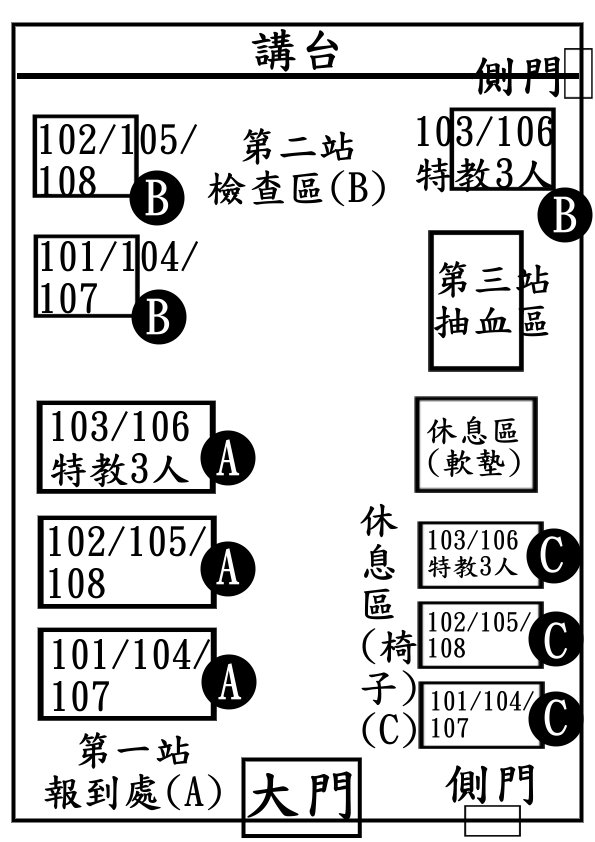 講台
側門
102/105/
108
B
第二站
檢查區(B)
103/106
特教3人
B
101/104/
107
B
第三站
抽血區
103/106
特教3人
A
休息區
(軟墊)
102/105/
108
A
休息區(椅子)(C)
103/106
特教3人
C
102/105/
108
C
101/104/
107
A
101/104/
107
C
第一站
報到處(A)
大門
側門